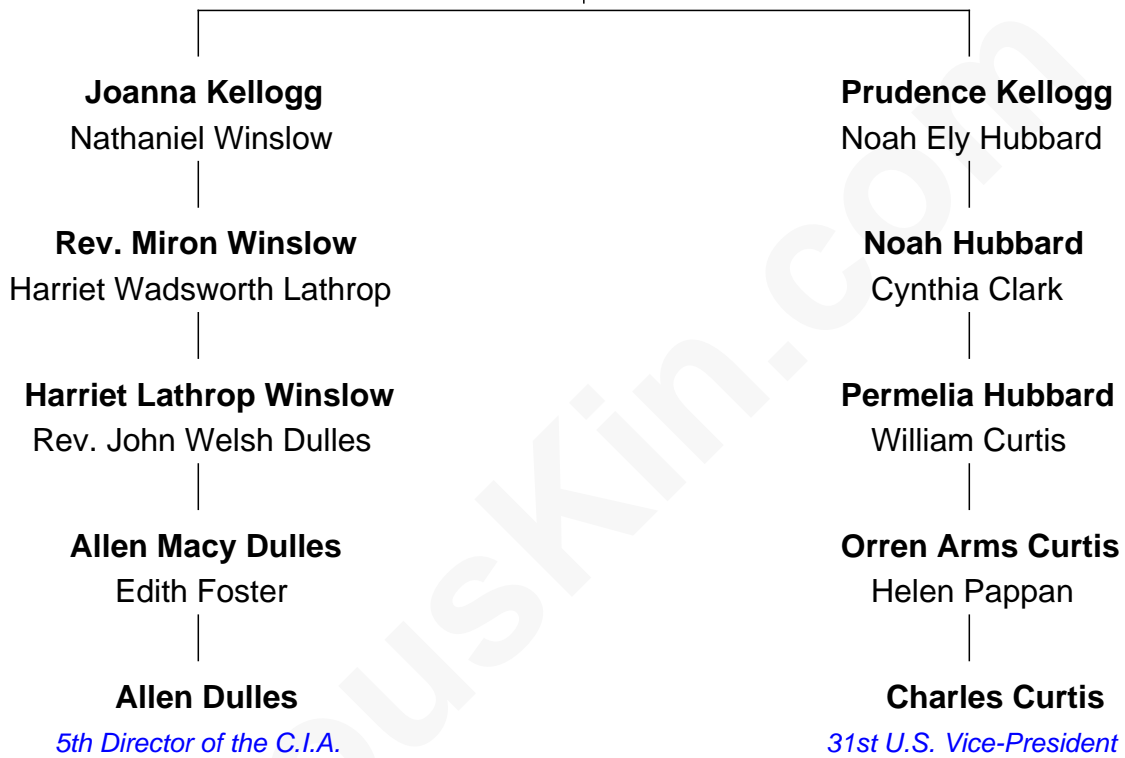 Joanna Kellogg
Nathaniel Winslow
Rev. Miron Winslow
Harriet Wadsworth Lathrop
Harriet Lathrop Winslow
Rev. John Welsh Dulles
Allen Macy Dulles
Edith Foster
Allen Dulles
5th Director of the C.I.A.
Prudence Kellogg
Noah Ely Hubbard
Noah Hubbard
Cynthia Clark
Permelia Hubbard
William Curtis
Orren Arms Curtis
Helen Pappan
Charles Curtis
31st U.S. Vice-President
ouskin.com